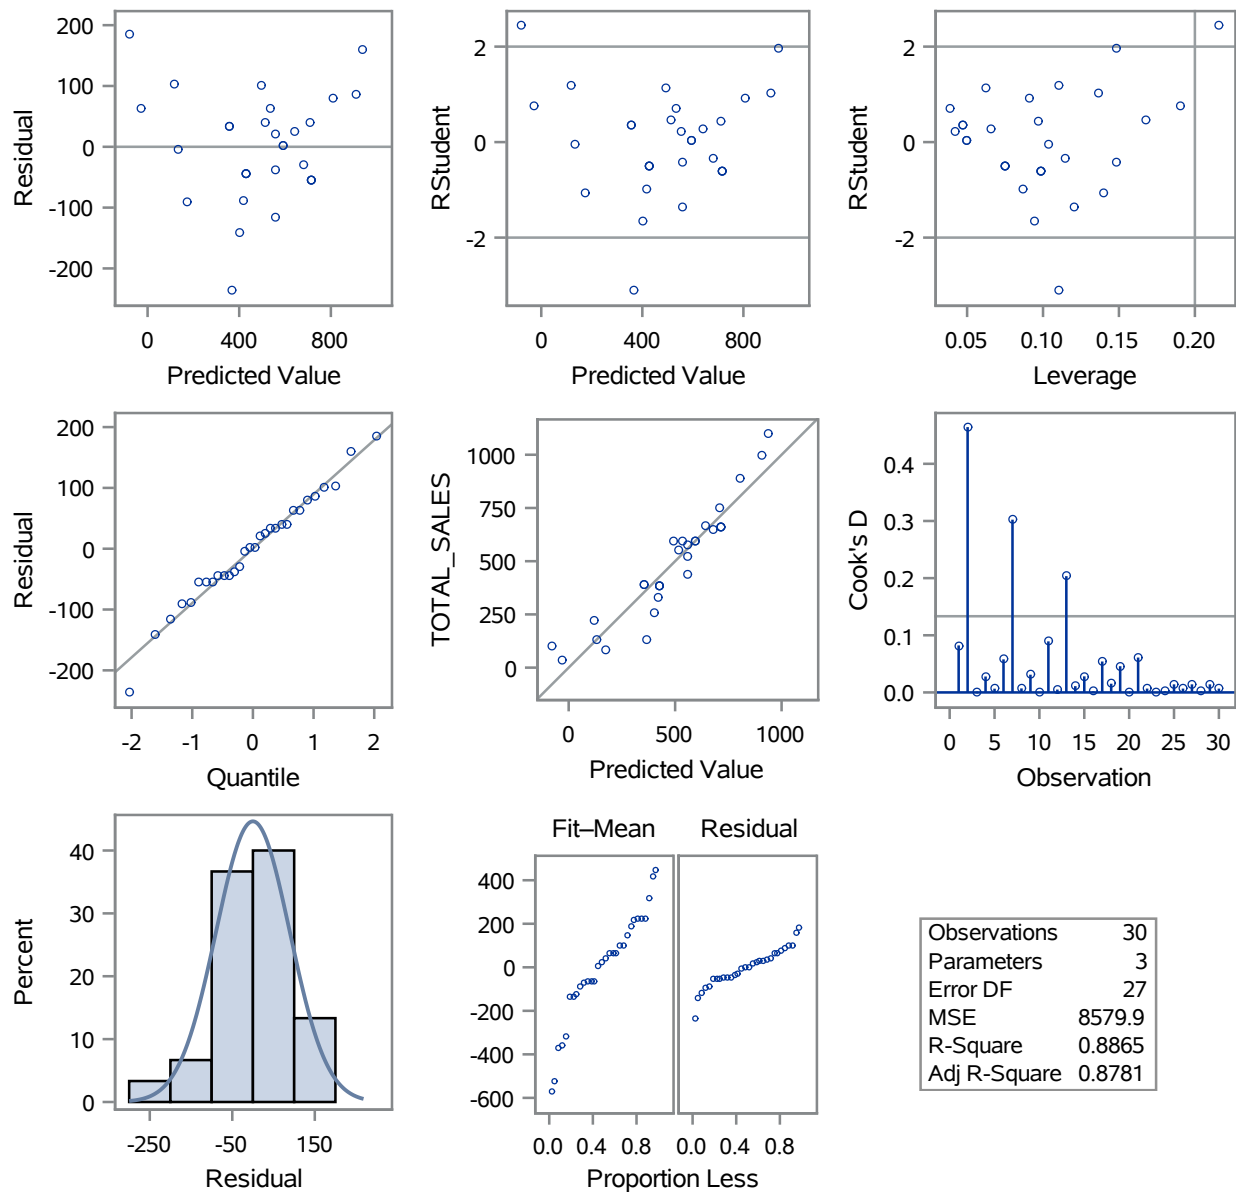 200
100
0
-100
-200
Residual
0 400 800
Predicted Value
2
0
-2
RStudent
0 400 800
Predicted Value
2
0
-2
RStudent
0.05 0.10 0.15 0.20
Leverage
200
100
0
-100
-200
Residual
-2 -1 0 1 2
Quantile
1000
750
500
250
0
TOTAL_SALES
0 500 1000
Predicted Value
0.4
0.3
0.2
0.1
0.0
Cook's D
0 5 10 15 20 25 30
Observation
40
30
20
10
0
Percent
-250 -50 150
Residual
Fit–Mean Residual
400
200
0
-200
-400
-600
0.0 0.4 0.8 0.0 0.4 0.8
Proportion Less
Observations 30
Parameters 3
Error DF 27
MSE 8579.9
R-Square 0.8865
Adj R-Square 0.8781